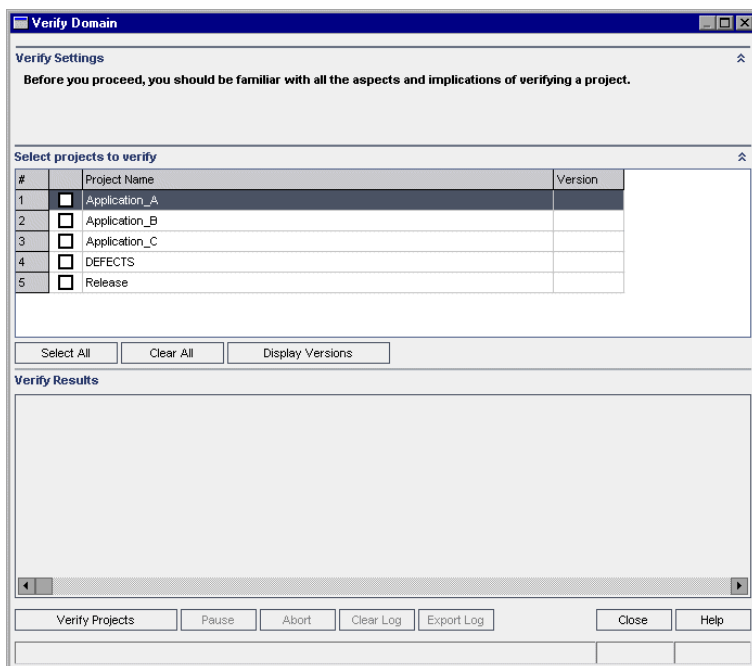 Verify Domain
Verify Settings
Before you proceed, you should be familiar with all the aspects and implications of verifying a project.
Select projects to verify
# Project Name Version
1 Application_A
2 Application_B
3 Application_C
4 DEFECTS
5 Release
Select All Clear All Display Versions
Verify Results
Verify Projects Pause Abort Clear Log Export Log Close Help